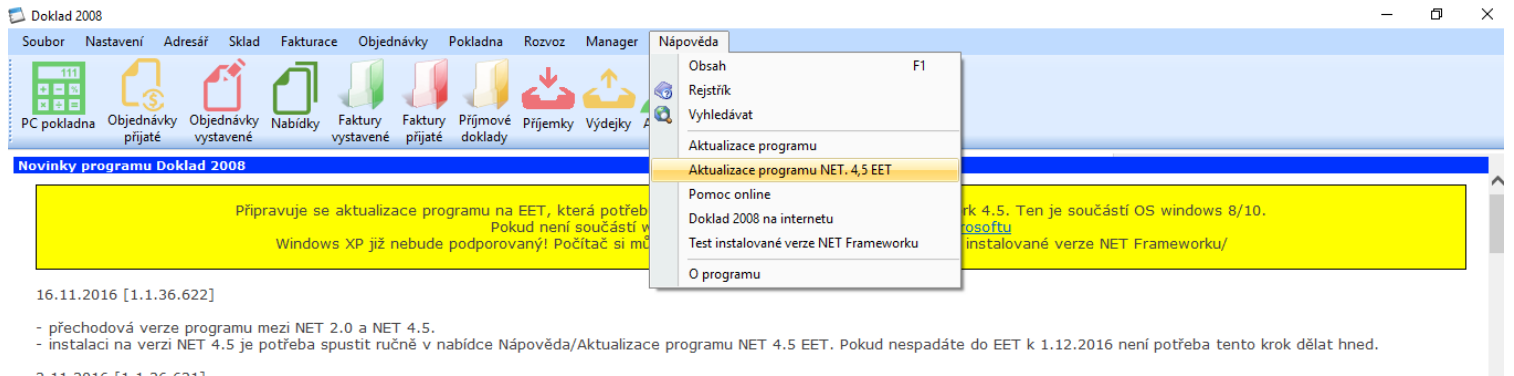 Doklad 2008
Soubor Nastavení Adresář Sklad Fakturace Objednávky Pokladna Rozvoz Manager Nápověda
PC pokladna
Objednávky přijaté
Objednávky vystavené
Nabídky
Faktury vystavené
Faktury přijaté
Příjmové doklady
Příjemky
Výdejky
Obsah F1
Rejstřík
Vyhledávat
Aktualizace programu
Aktualizace programu NET. 4,5 EET
Pomoc online
Doklad 2008 na internetu
Test instalované verze NET Frameworku
O programu
Novinky programu Doklad 2008
Připravuje se aktualizace programu na EET, která potřeb rk 4.5. Ten je součástí OS windows 8/10.
Pokud není součástí w rosoftu
Windows XP již nebude podporovaný! Počítač si mů instalované verze NET Frameworku/
16.11.2016 [1.1.36.622]
- přechodová verze programu mezi NET 2.0 a NET 4.5.
- instalaci na verzi NET 4.5 je potřeba spustit ručně v nabídce Nápověda/Aktualizace programu NET 4.5 EET. Pokud nespadáte do EET k 1.12.2016 není potřeba tento krok dělat hned.